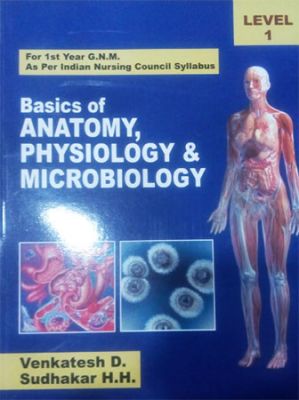 LEVEL
1
For 1st Year G.N.M.
As Per Indian Nursing Council Syllabus
Basics of
ANATOMY,
PHYSIOLOGY &
MICROBIOLOGY
Venkatesh D.
Sudhakar H.H.